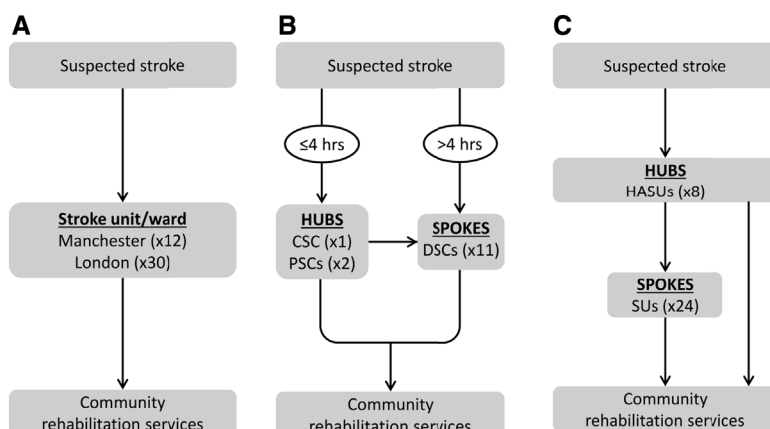 A
Suspected stroke
Stroke unit/ward
Manchester (x12)
London (x30)
Community
rehabilitation services
B
Suspected stroke
≤4 hrs
>4 hrs
HUBS
CSC (x1)
PSCs (x2)
SPOKES
DSCs (x11)
Community
rehabilitation services
C
Suspected stroke
HUBS
HASUs (x8)
SPOKES
SUs (x24)
Community
rehabilitation services